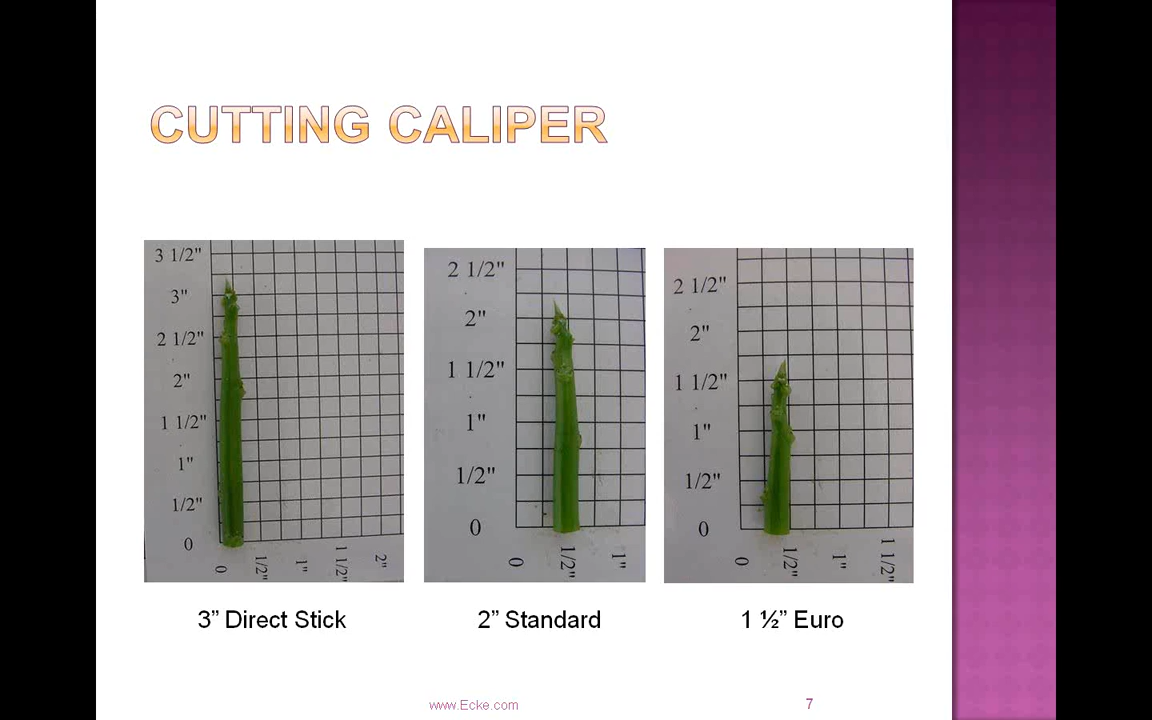 CUTTING CALIPER
3 1/2"
3"
2 1/2"
2"
1 1/2"
1"
1/2"
0
0 1/2" 1" 1 1/2" 2"
2 1/2"
2"
1 1/2"
1"
1/2"
0
0 1/2" 1"
2 1/2"
2"
1 1/2"
1"
1/2"
0
0 1/2" 1" 1 1/2"
3” Direct Stick
2” Standard
1 ½” Euro
www.Ecke.com
7